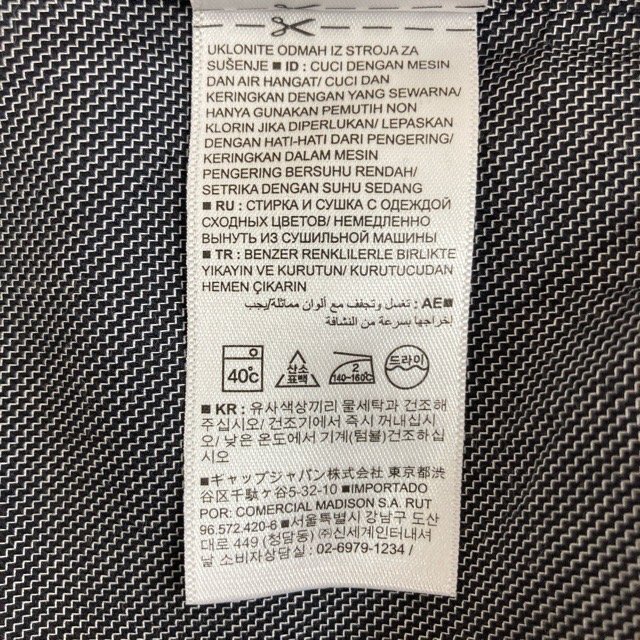 UKLONITE ODMAH IZ STROJA ZA
SUŠENJE ■ ID : CUCI DENGAN MESIN
DAN AIR HANGAT/ CUCI DAN
KERINGKAN DENGAN YANG SEWARNA/
HANYA GUNAKAN PEMUTIH NON
KLORIN JIKA DIPERLUKAN/ LEPASKAN
DENGAN HATI-HATI DARI PENGERING/
KERINGKAN DALAM MESIN
PENGERING BERSUHU RENDAH/
SETRIKA DENGAN SUHU SEDANG
■ RU : СТИРКА И СУШКА С ОДЕЖДОЙ
СХОДНЫХ ЦВЕТОВ/ НЕМЕДЛЕННО
ВЫНУТЬ ИЗ СУШИЛЬНОЙ МАШИНЫ
■ TR : BENZER RENKLILERLE BIRLIKTE
YIKAYIN VE KURUTUN/ KURUTUCUDAN
HEMEN ÇIKARIN
■AE : تغسل وتجفف مع ألوان مماثلة/يجب
إخراجها بسرعة من النشافة
40℃ 산소 표백 2 140-160℃ 드라이
■ KR : 유사색상끼리 물세탁과 건조해
주십시오/ 건조기에서 즉시 꺼내십시
오/ 낮은 온도에서 기계(텀블)건조하
십시오
■ギャップジャパン株式会社 東京都渋
谷区千駄ヶ谷5-32-10 ■IMPORTADO
POR: COMERCIAL MADISON S.A. RUT
96.572.420-6 ■서울특별시 강남구 도산
대로 449 (청담동) ㈜신세계인터내셔
날 소비자상담실: 02-6979-1234 /